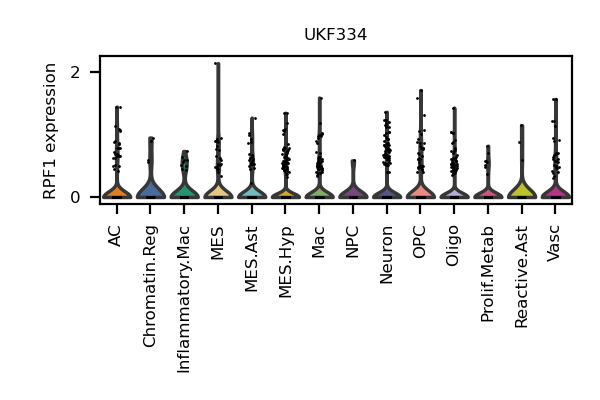 UKF334
RPF1 expression
2
0
AC
Chromatin.Reg
Inflammatory.Mac
MES
MES.Ast
MES.Hyp
Mac
NPC
Neuron
OPC
Oligo
Prolif.Metab
Reactive.Ast
Vasc